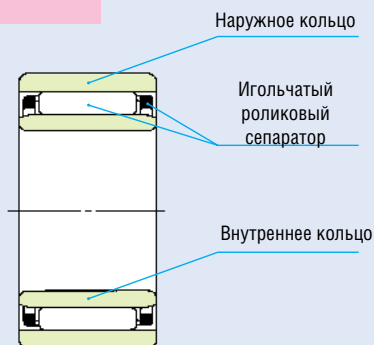 Наружное кольцо
Игольчатый
роликовый
сепаратор
Внутреннее кольцо